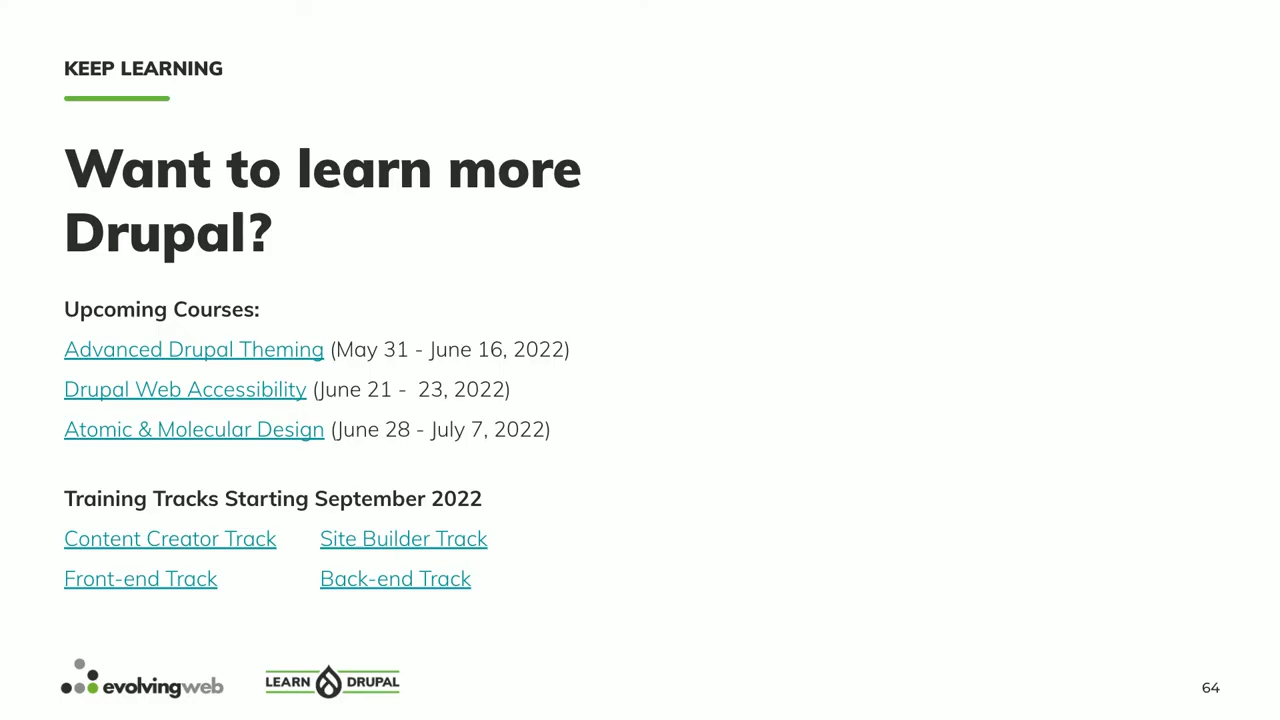 KEEP LEARNING
Want to learn more
Drupal?
Upcoming Courses:
Advanced Drupal Theming (May 31 - June 16, 2022)
Drupal Web Accessibility (June 21 -  23, 2022)
Atomic & Molecular Design (June 28 - July 7, 2022)
Training Tracks Starting September 2022
Content Creator Track Site Builder Track
Front-end Track Back-end Track
evolvingweb LEARN DRUPAL 64